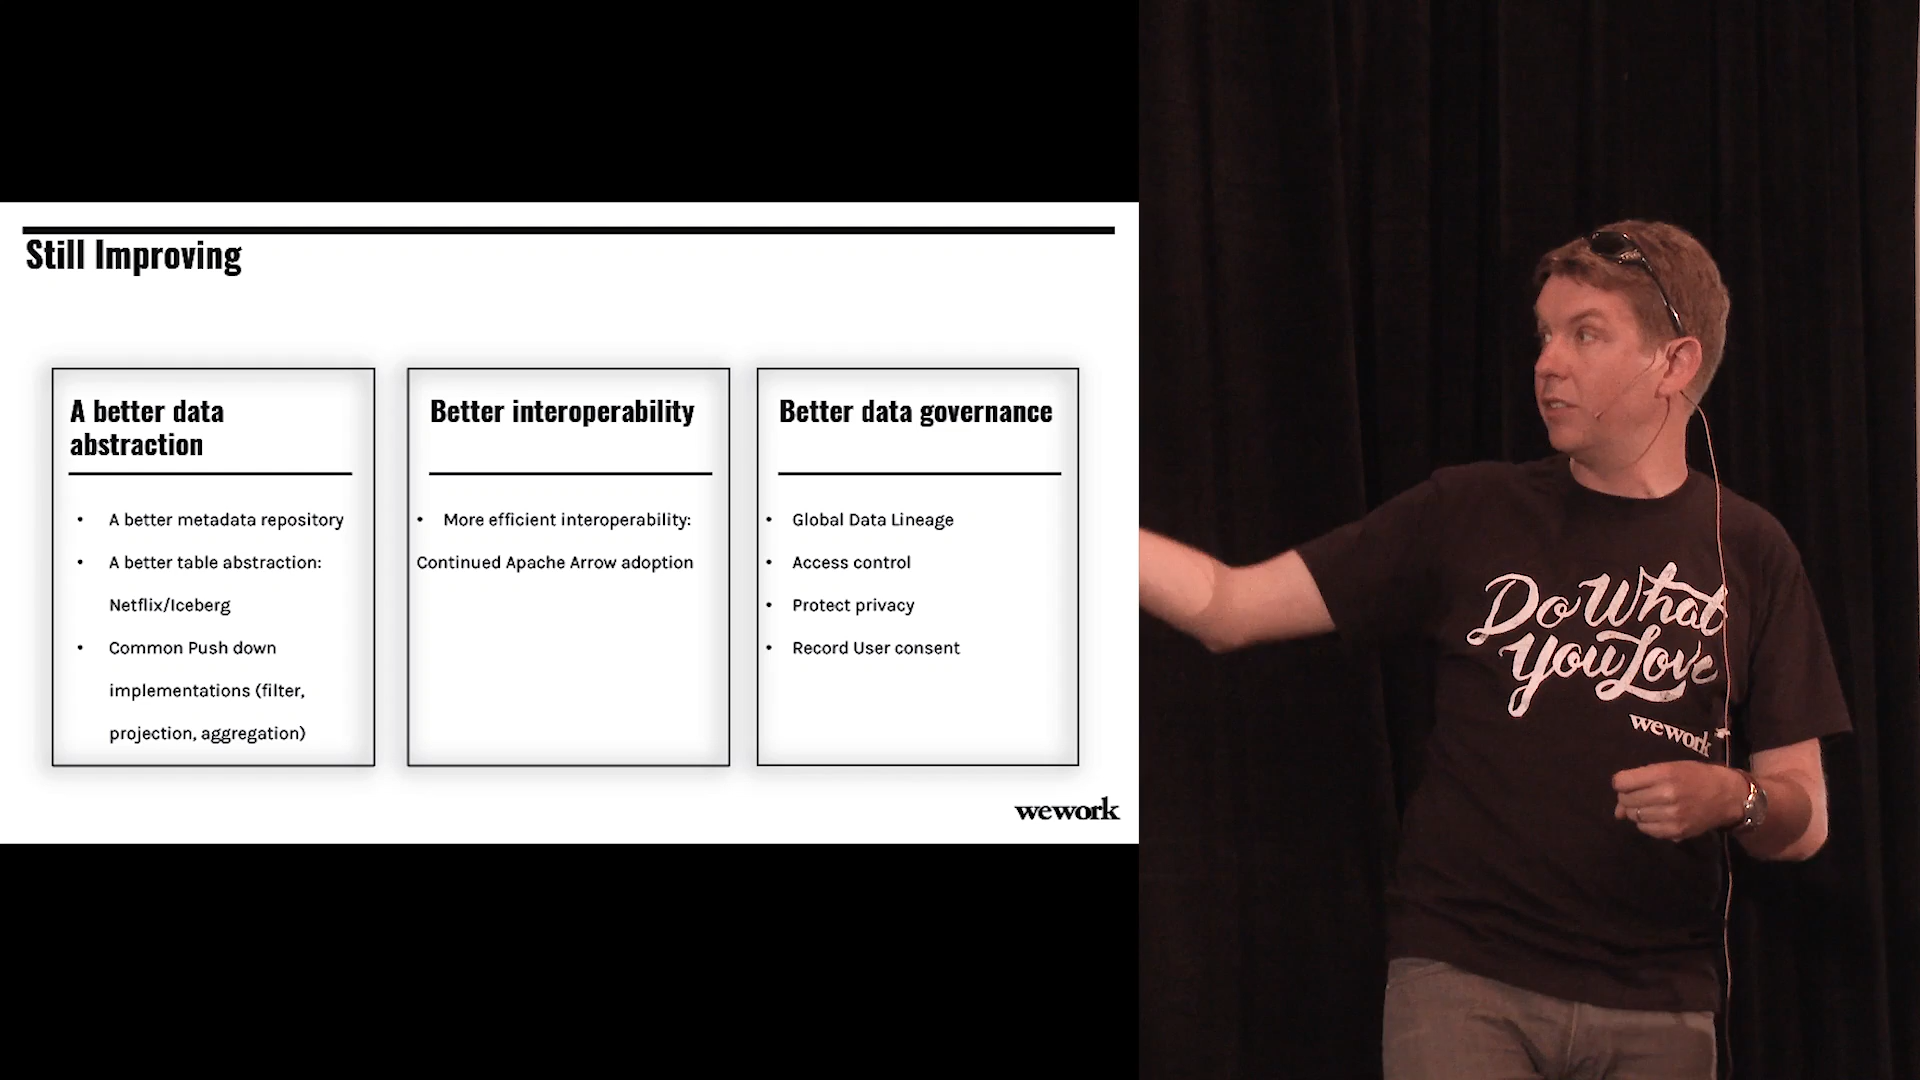 Still Improving
A better data
abstraction
• A better metadata repository
• A better table abstraction:
Netflix/Iceberg
• Common Push down
implementations (filter,
projection, aggregation)
Better interoperability
• More efficient interoperability:
Continued Apache Arrow adoption
Better data governance
• Global Data Lineage
• Access control
• Protect privacy
• Record User consent
wework
Do What
You Love
wework